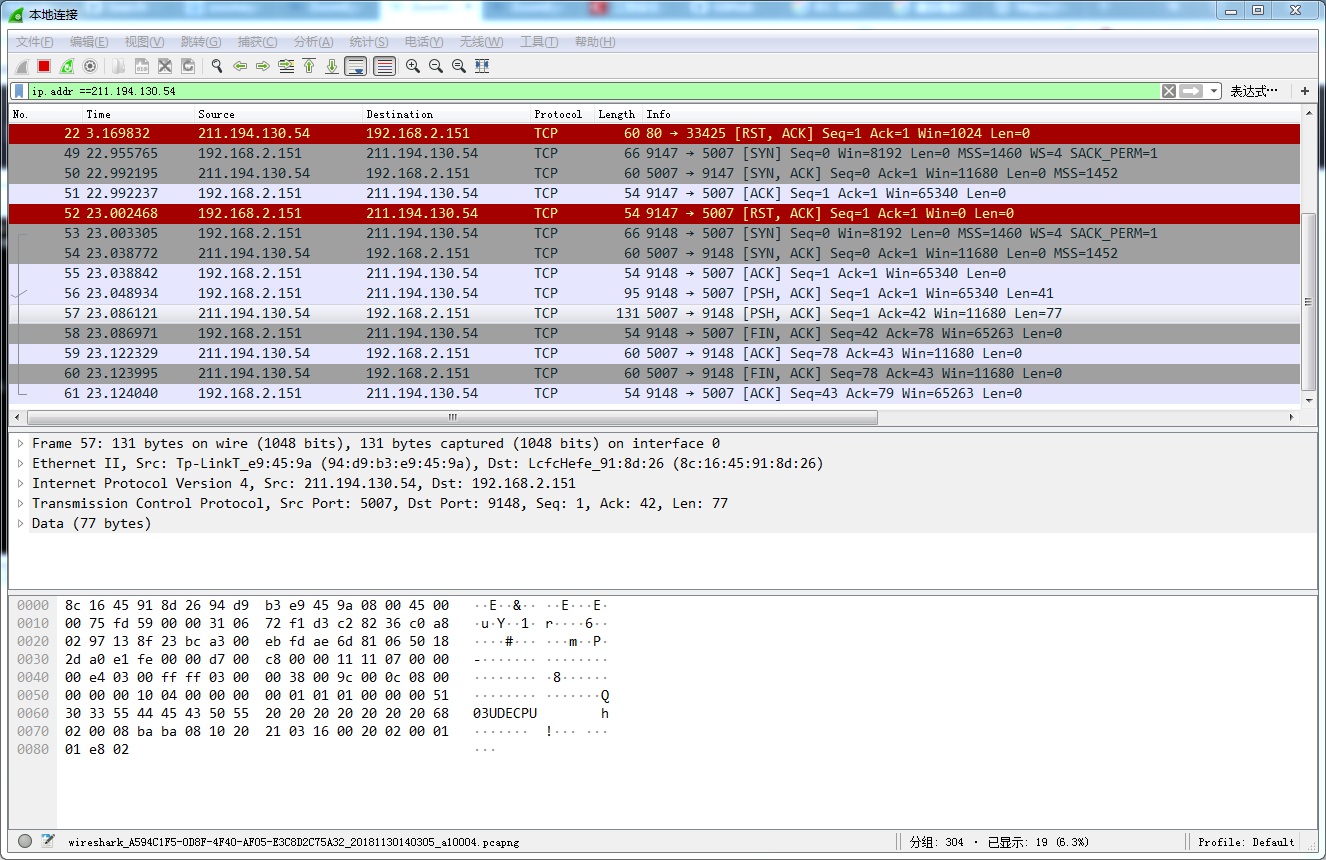 本地连接
文件(F) 编辑(E) 视图(V) 跳转(G) 捕获(C) 分析(A) 统计(S) 电话(Y) 无线(W) 工具(T) 帮助(H)
ip.addr ==211.194.130.54 表达式… +
No. Time Source Destination Protocol Length Info
22 3.169832 211.194.130.54 192.168.2.151 TCP 60 80 → 33425 [RST, ACK] Seq=1 Ack=1 Win=1024 Len=0
49 22.955765 192.168.2.151 211.194.130.54 TCP 66 9147 → 5007 [SYN] Seq=0 Win=8192 Len=0 MSS=1460 WS=4 SACK_PERM=1
50 22.992195 211.194.130.54 192.168.2.151 TCP 60 5007 → 9147 [SYN, ACK] Seq=0 Ack=1 Win=11680 Len=0 MSS=1452
51 22.992237 192.168.2.151 211.194.130.54 TCP 54 9147 → 5007 [ACK] Seq=1 Ack=1 Win=65340 Len=0
52 23.002468 192.168.2.151 211.194.130.54 TCP 54 9147 → 5007 [RST, ACK] Seq=1 Ack=1 Win=0 Len=0
53 23.003305 192.168.2.151 211.194.130.54 TCP 66 9148 → 5007 [SYN] Seq=0 Win=8192 Len=0 MSS=1460 WS=4 SACK_PERM=1
54 23.038772 211.194.130.54 192.168.2.151 TCP 60 5007 → 9148 [SYN, ACK] Seq=0 Ack=1 Win=11680 Len=0 MSS=1452
55 23.038842 192.168.2.151 211.194.130.54 TCP 54 9148 → 5007 [ACK] Seq=1 Ack=1 Win=65340 Len=0
56 23.048934 192.168.2.151 211.194.130.54 TCP 95 9148 → 5007 [PSH, ACK] Seq=1 Ack=1 Win=65340 Len=41
57 23.086121 211.194.130.54 192.168.2.151 TCP 131 5007 → 9148 [PSH, ACK] Seq=1 Ack=42 Win=11680 Len=77
58 23.086971 192.168.2.151 211.194.130.54 TCP 54 9148 → 5007 [FIN, ACK] Seq=42 Ack=78 Win=65263 Len=0
59 23.122329 211.194.130.54 192.168.2.151 TCP 60 5007 → 9148 [ACK] Seq=78 Ack=43 Win=11680 Len=0
60 23.123995 211.194.130.54 192.168.2.151 TCP 60 5007 → 9148 [FIN, ACK] Seq=78 Ack=43 Win=11680 Len=0
61 23.124040 192.168.2.151 211.194.130.54 TCP 54 9148 → 5007 [ACK] Seq=43 Ack=79 Win=65263 Len=0
Frame 57: 131 bytes on wire (1048 bits), 131 bytes captured (1048 bits) on interface 0
Ethernet II, Src: Tp-LinkT_e9:45:9a (94:d9:b3:e9:45:9a), Dst: LcfcHefe_91:8d:26 (8c:16:45:91:8d:26)
Internet Protocol Version 4, Src: 211.194.130.54, Dst: 192.168.2.151
Transmission Control Protocol, Src Port: 5007, Dst Port: 9148, Seq: 1, Ack: 42, Len: 77
Data (77 bytes)
0000 8c 16 45 91 8d 26 94 d9 b3 e9 45 9a 08 00 45 00 ··E··&·· ··E···E·
0010 00 75 fd 59 00 00 31 06 72 f1 d3 c2 82 36 c0 a8 ·u·Y··1· r····6··
0020 02 97 13 8f 23 bc a3 00 eb fd ae 6d 81 06 50 18 ····#··· ···m··P·
0030 2d a0 e1 fe 00 00 d7 00 c8 00 00 11 11 07 00 00 -······· ········
0040 00 e4 03 00 ff ff 03 00 00 38 00 9c 00 0c 08 00 ········ ·8······
0050 00 00 00 10 04 00 00 00 00 01 01 01 00 00 00 51 ········ ·······Q
0060 30 33 55 44 45 43 50 55 20 20 20 20 20 20 20 68 03UDECPU h
0070 02 00 08 ba ba 08 10 20 21 03 16 00 20 02 00 01 ······· !··· ···
0080 01 e8 02 ···
wireshark_A594C1F5-0D8F-4F40-AF05-E3C8D2C75A32_20181130140305_a10004.pcapng 分组: 304 · 已显示: 19 (6.3%) Profile: Default